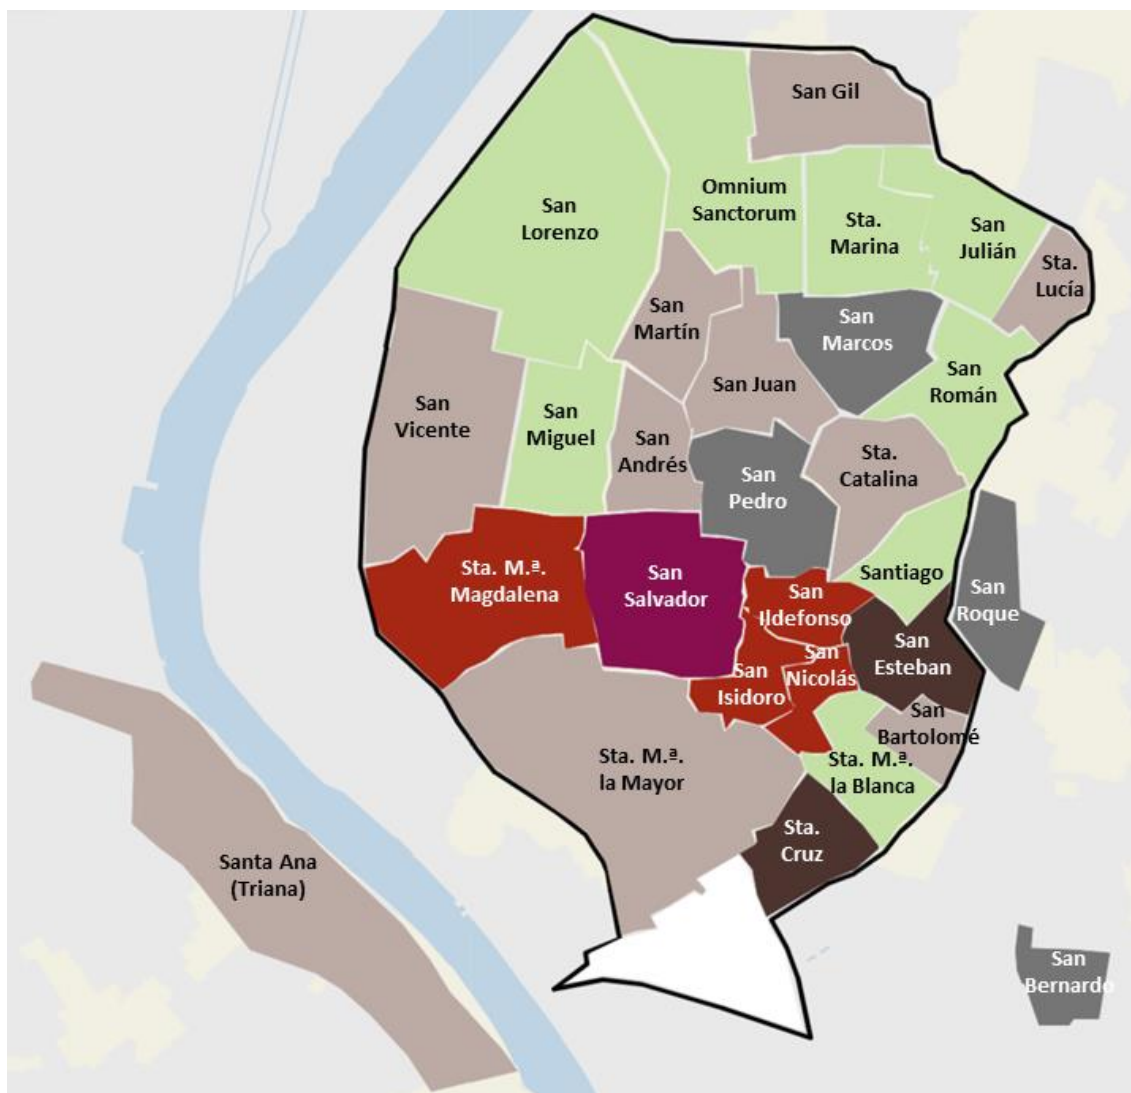 San Gil
Omnium
Sanctorum
San
Lorenzo
Sta.
Marina
San
Julián
Sta.
Lucía
San
Martín
San
Marcos
San Juan
San
Román
San
Vicente
San
Miguel
San
Andrés
Sta.
Catalina
San
Pedro
Sta. M.ª.
Magdalena
San
Salvador
San
Ildefonso
Santiago
San
Roque
San
Esteban
San
Nicolás
San
Isidoro
San
Bartolomé
Sta. M.ª.
la Mayor
Sta. M.ª.
la Blanca
Sta.
Cruz
Santa Ana
(Triana)
San
Bernardo